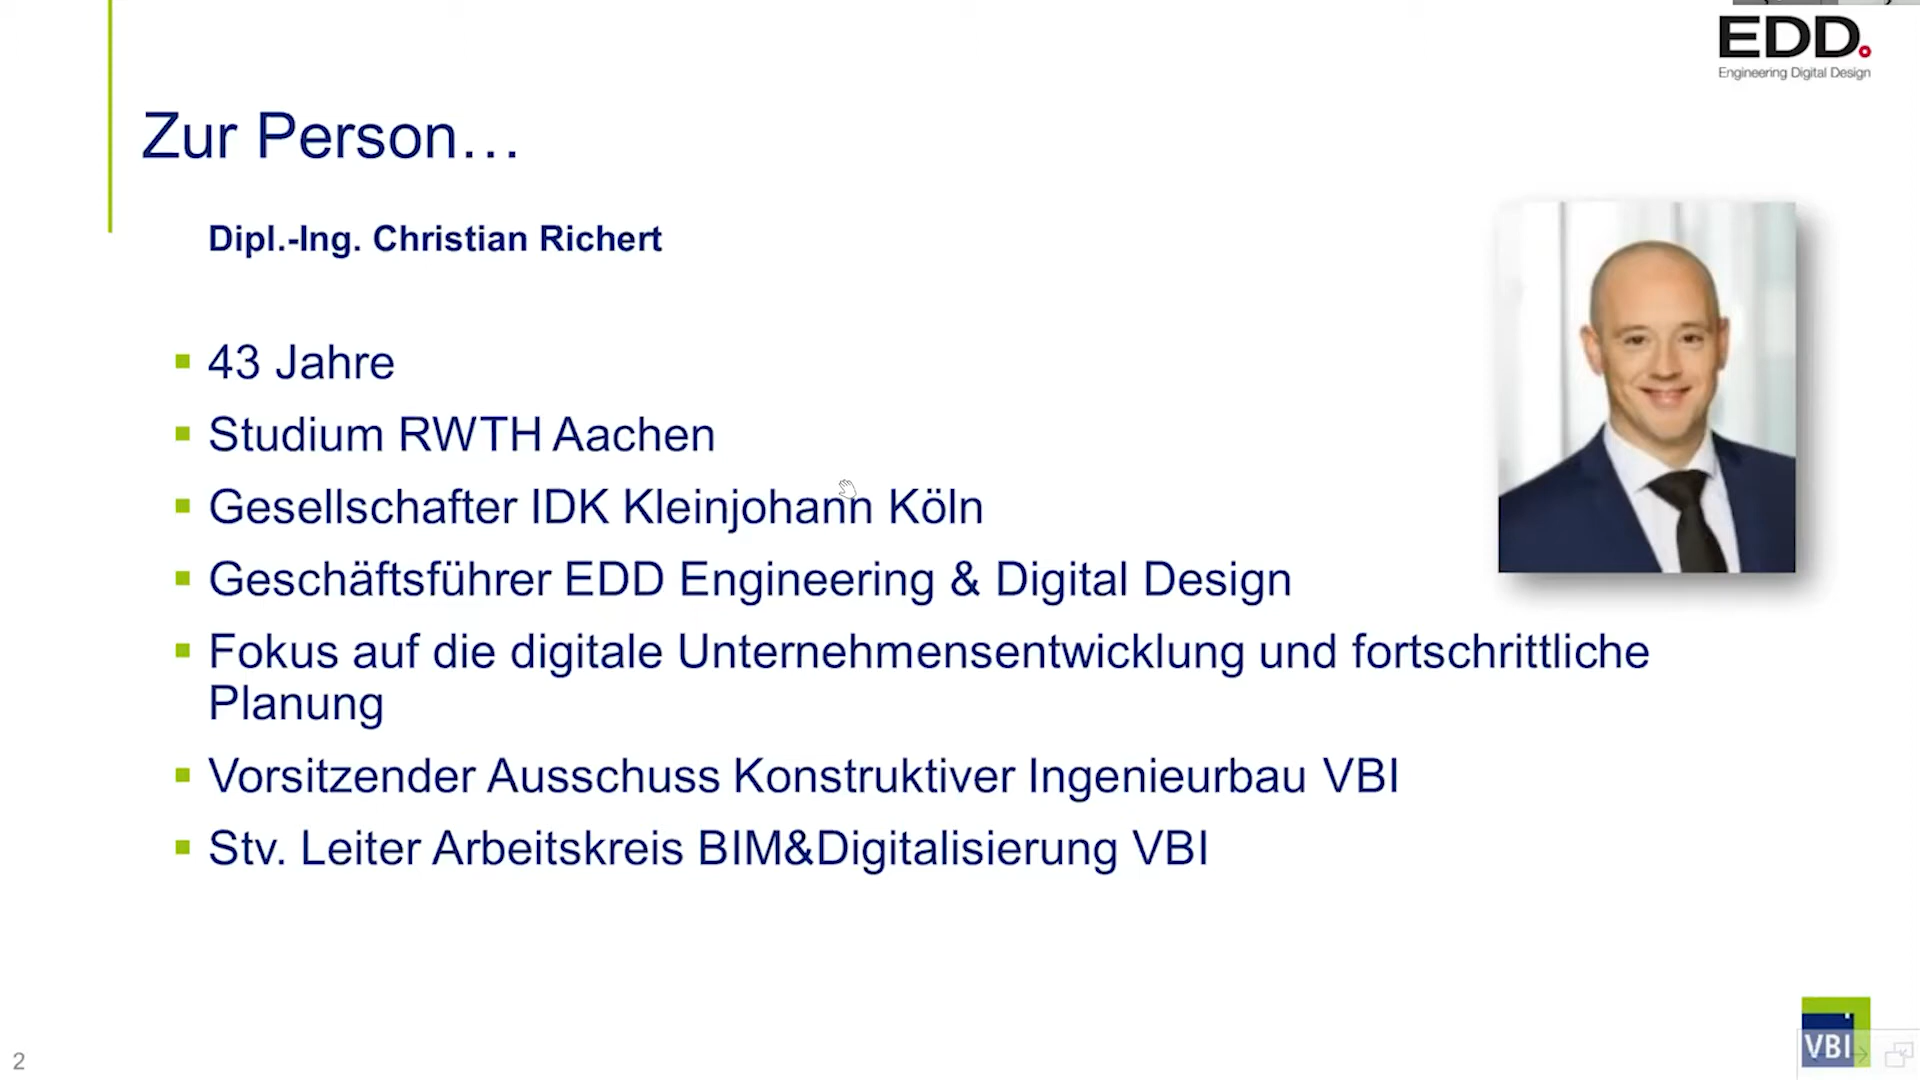 EDD.
Engineering Digital Design
Zur Person…
Dipl.-Ing. Christian Richert
43 Jahre
Studium RWTH Aachen
Gesellschafter IDK Kleinjohann Köln
Geschäftsführer EDD Engineering & Digital Design
Fokus auf die digitale Unternehmensentwicklung und fortschrittliche
Planung
Vorsitzender Ausschuss Konstruktiver Ingenieurbau VBI
Stv. Leiter Arbeitskreis BIM&Digitalisierung VBI
VBI
2